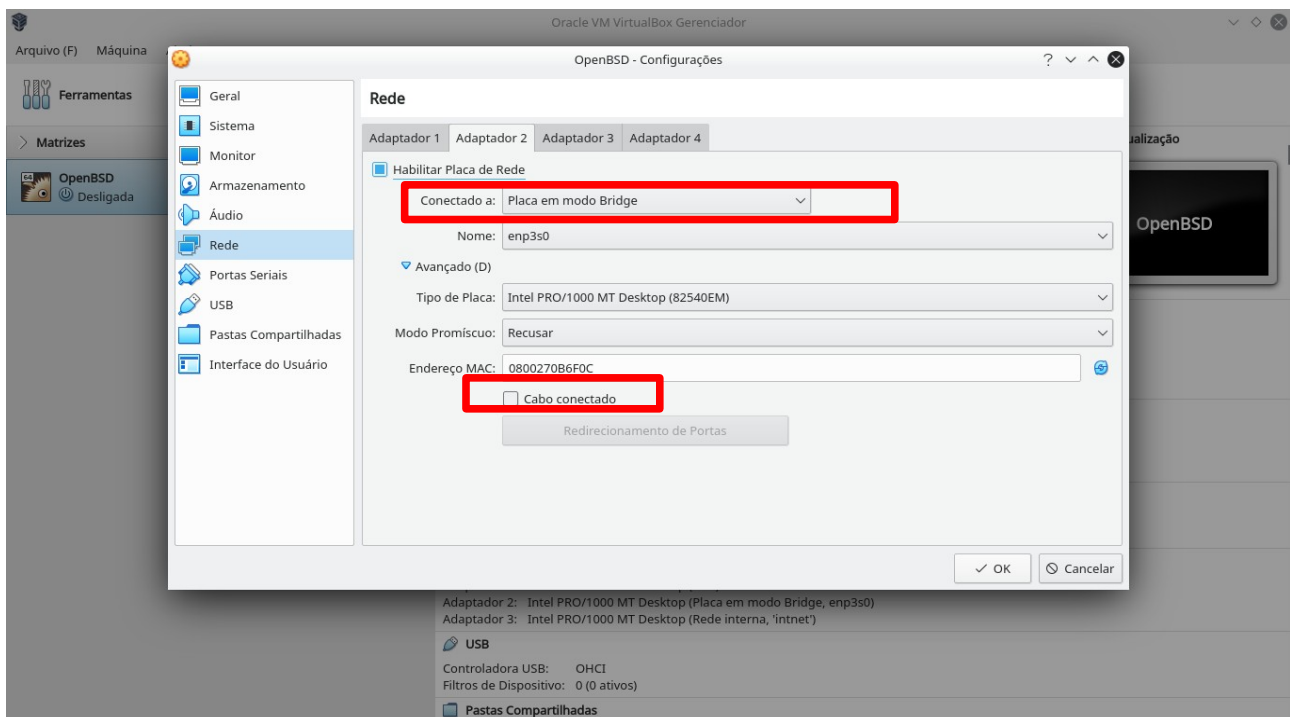 Oracle VM VirtualBox Gerenciador
Arquivo (F) Máquina
OpenBSD - Configurações
Ferramentas
Matrizes
OpenBSD
Desligada
Geral
Sistema
Monitor
Armazenamento
Áudio
Rede
Portas Seriais
USB
Pastas Compartilhadas
Interface do Usuário
Rede
Adaptador 1 Adaptador 2 Adaptador 3 Adaptador 4
Habilitar Placa de Rede
Conectado a: Placa em modo Bridge
Nome: enp3s0
Avançado (D)
Tipo de Placa: Intel PRO/1000 MT Desktop (82540EM)
Modo Promíscuo: Recusar
Endereço MAC: 0800270B6F0C
Cabo conectado
Redirecionamento de Portas
OK Cancelar
ualização
OpenBSD
Adaptador 2: Intel PRO/1000 MT Desktop (Placa em modo Bridge, enp3s0)
Adaptador 3: Intel PRO/1000 MT Desktop (Rede interna, 'intnet')
USB
Controladora USB: OHCI
Filtros de Dispositivo: 0 (0 ativos)
Pastas Compartilhadas